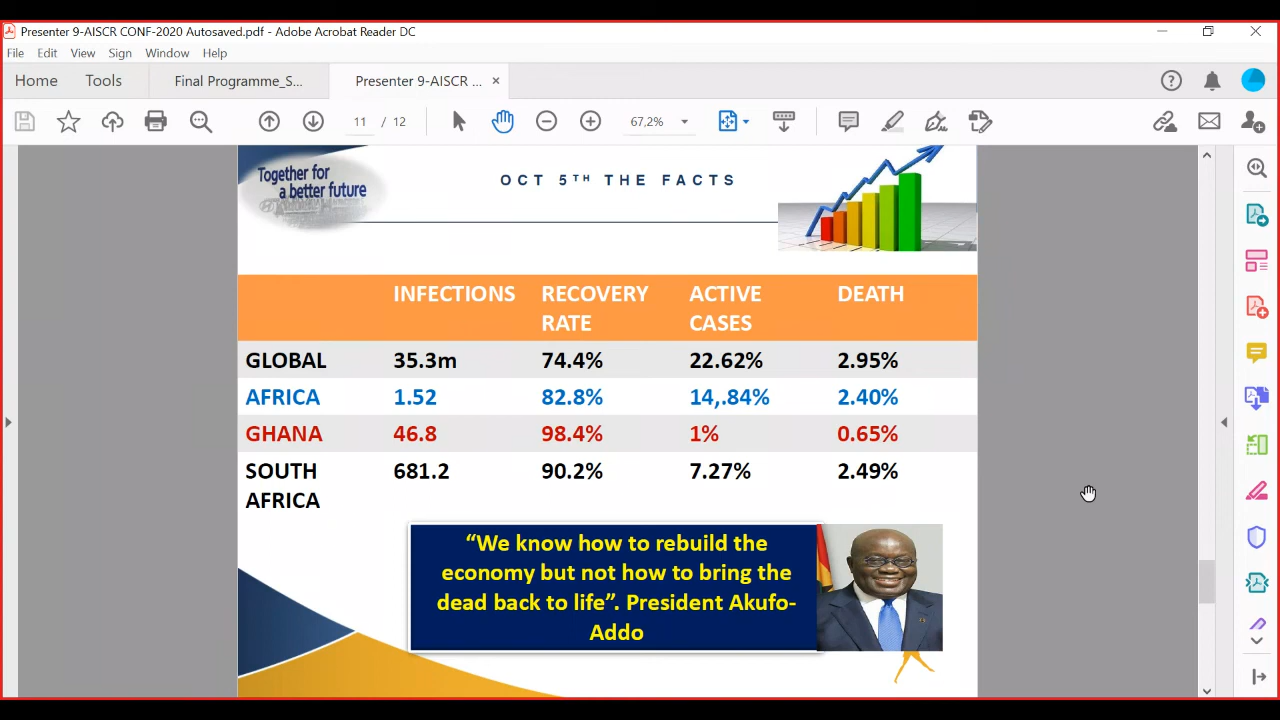 Presenter 9-AISCR CONF-2020 Autosaved.pdf - Adobe Acrobat Reader DC
File Edit View Sign Window Help
Home Tools Final Programme_S... Presenter 9-AISCR ... ×
11 / 12 67,2%
Together for
a better future
OCT 5TH THE FACTS
INFECTIONS RECOVERY RATE ACTIVE CASES DEATH
GLOBAL 35.3m 74.4% 22.62% 2.95%
AFRICA 1.52 82.8% 14,.84% 2.40%
GHANA 46.8 98.4% 1% 0.65%
SOUTH AFRICA 681.2 90.2% 7.27% 2.49%
“We know how to rebuild the
economy but not how to bring the
dead back to life”. President Akufo-
Addo